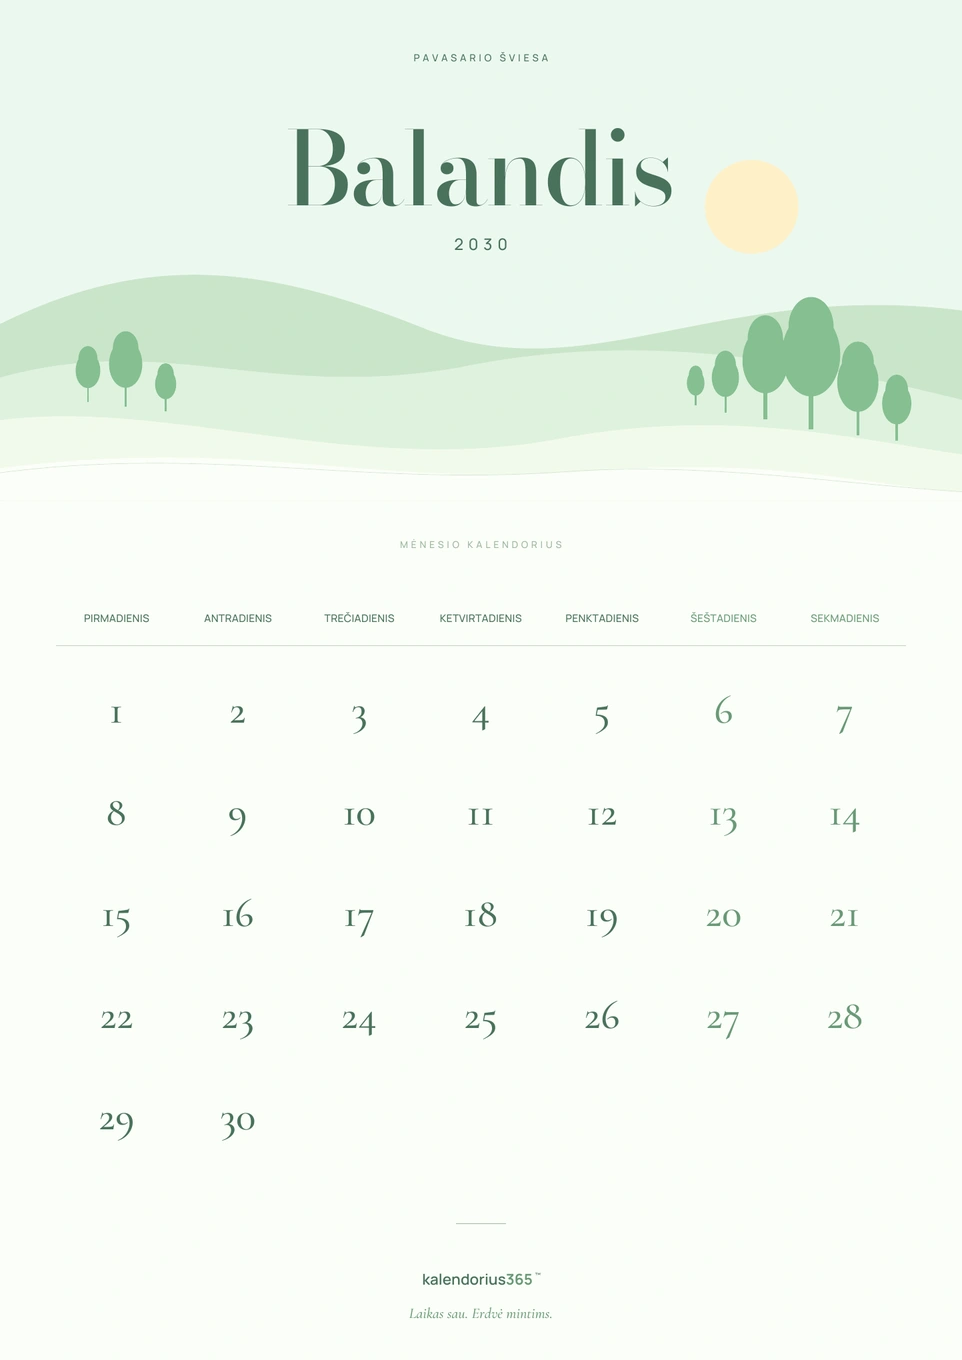 PAVASARIO ŠVIESA
Balandis
2030
MĖNESIO KALENDORIUS
PIRMADIENIS ANTRADIENIS TREČIADIENIS KETVIRTADIENIS PENKTADIENIS ŠEŠTADIENIS SEKMADIENIS
1 2 3 4 5 6 7
8 9 10 11 12 13 14
15 16 17 18 19 20 21
22 23 24 25 26 27 28
29 30
kalendorius365™
Laikas sau. Erdvė mintims.